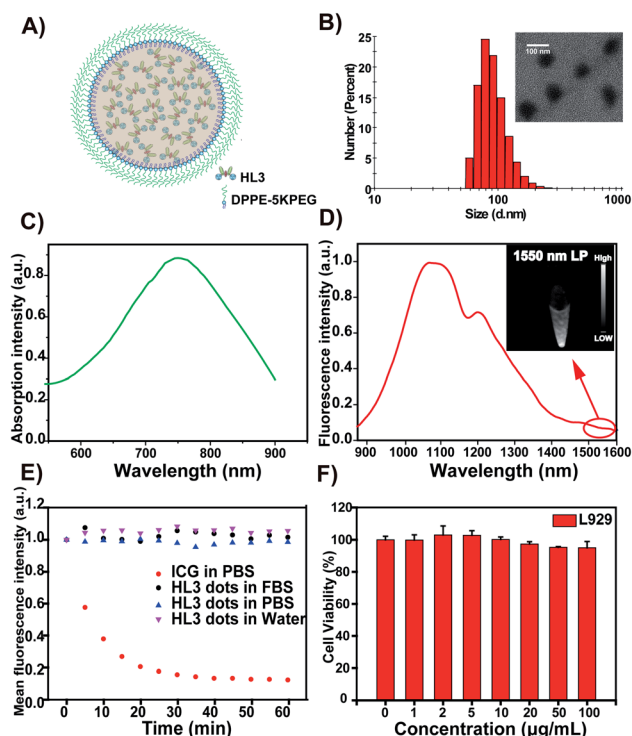 A)
HL3
DPPE-5KPEG
B)
Number (Percent)
25
20
15
10
5
0
10
100
1000
Size (d.nm)
100 nm
C)
Absorption intensity (a.u.)
0.8
0.6
0.4
0.2
0.0
600
700
800
900
Wavelength (nm)
D)
Fluorescence intensity (a.u.)
1.0
0.8
0.6
0.4
0.2
0.0
900
1000
1100
1200
1300
1400
1500
1600
Wavelength (nm)
1550 nm LP
High
LOW
E)
Mean fluorescence intensity (a.u.)
1.2
1.0
0.8
0.6
0.4
0.2
0.0
0
10
20
30
40
50
60
Time (min)
ICG in PBS
HL3 dots in FBS
HL3 dots in PBS
HL3 dots in Water
F)
Cell Viability (%)
120
100
80
60
40
20
0
0
1
2
5
10
20
50
100
Concentration (µg/mL)
L929